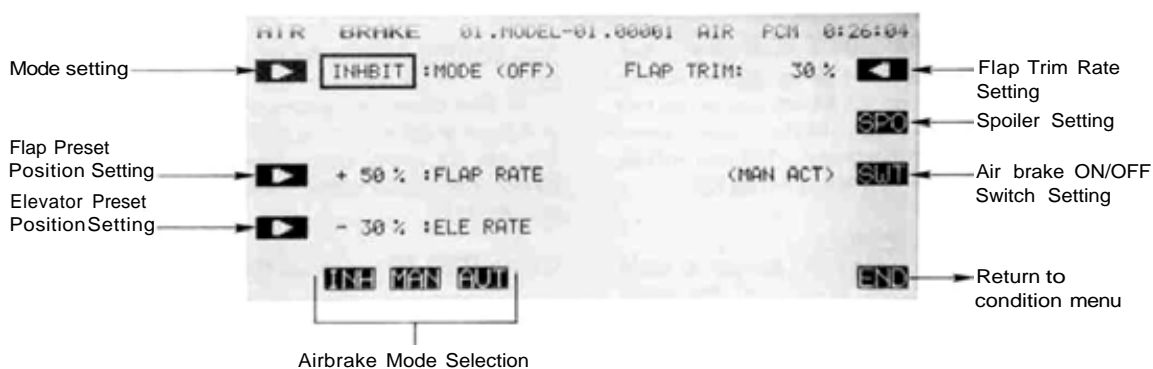 AIR BRAKE 01.MODEL-01.00001 AIR PCM 0:26:04
Mode setting
INHBIT :MODE (OFF) FLAP TRIM: 30 %
Flap Trim Rate
Setting
SPO
Spoiler Setting
Flap Preset
Position Setting
+ 50 % :FLAP RATE (MAN ACT) SWT
Air brake ON/OFF
Switch Setting
Elevator Preset
PositionSetting
- 30 % :ELE RATE
INH MAN AUT END
Return to
condition menu
Airbrake Mode Selection